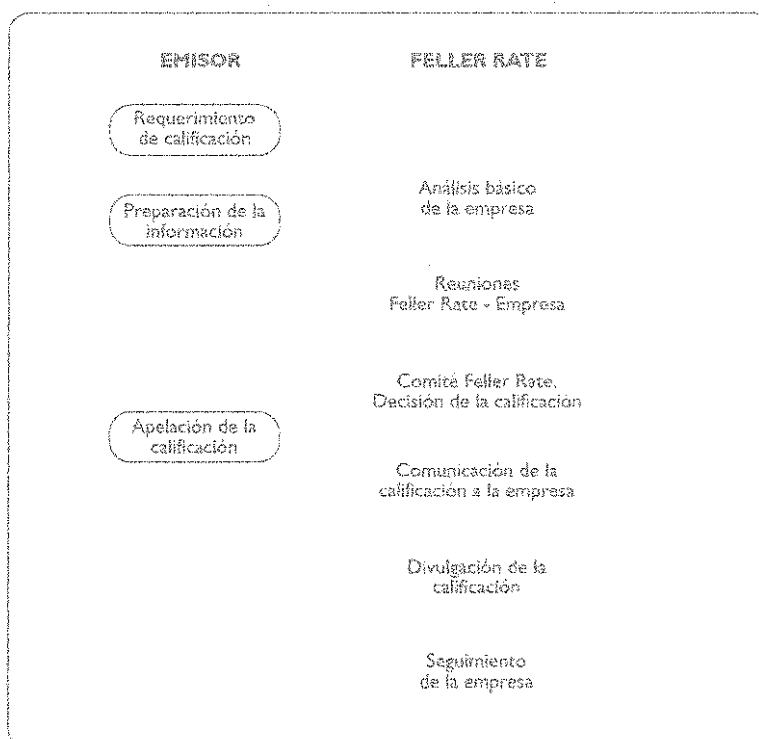 EMISOR
FELLER RATE
Requerimiento
de calificación
Análisis básico
de la empresa
Preparación de la
información
Reuniones
Feller Rate - Empresa
Comité Feller Rate.
Decisión de la calificación
Apelación de la
calificación
Comunicación de la
calificación a la empresa
Divulgación de la
calificación
Seguimiento
de la empresa